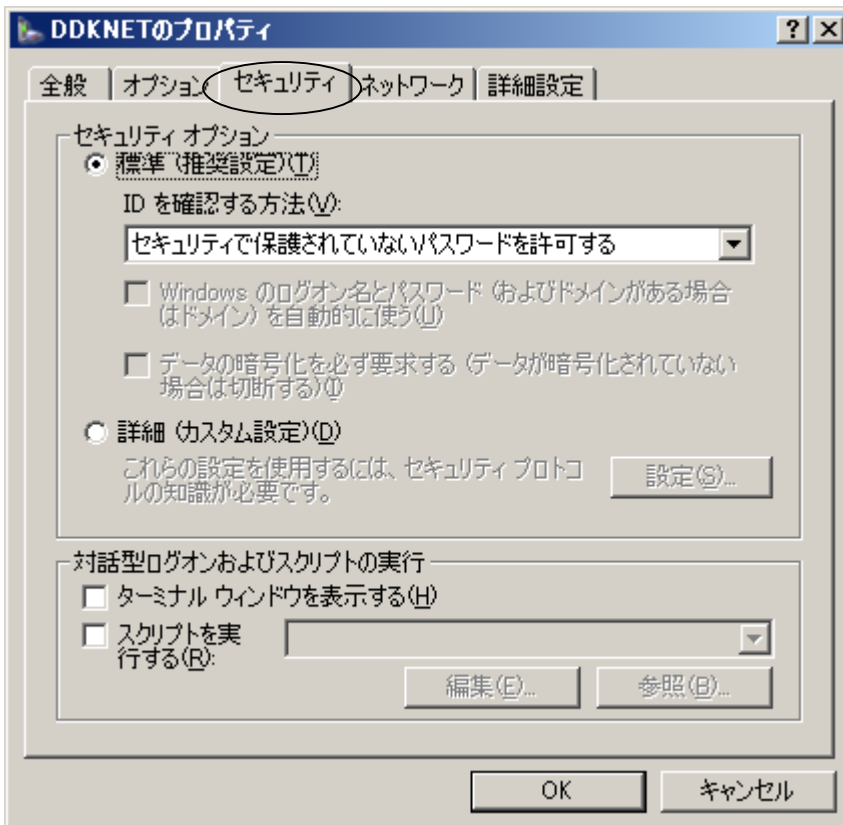 DDKNETのプロパティ
全般 オプション セキュリティ ネットワーク 詳細設定
セキュリティ オプション
標準 (推奨設定)(T)
ID を確認する方法(V):
セキュリティで保護されていないパスワードを許可する
Windows のログオン名とパスワード (およびドメインがある場合
はドメイン) を自動的に使う(U)
データの暗号化を必ず要求する (データが暗号化されていない
場合は切断する)(I)
詳細 (カスタム設定)(D)
これらの設定を使用するには、セキュリティ プロトコ
ルの知識が必要です。
設定(S)...
対話型ログオンおよびスクリプトの実行
ターミナル ウィンドウを表示する(H)
スクリプトを実
行する(R):
編集(E)... 参照(B)...
OK キャンセル